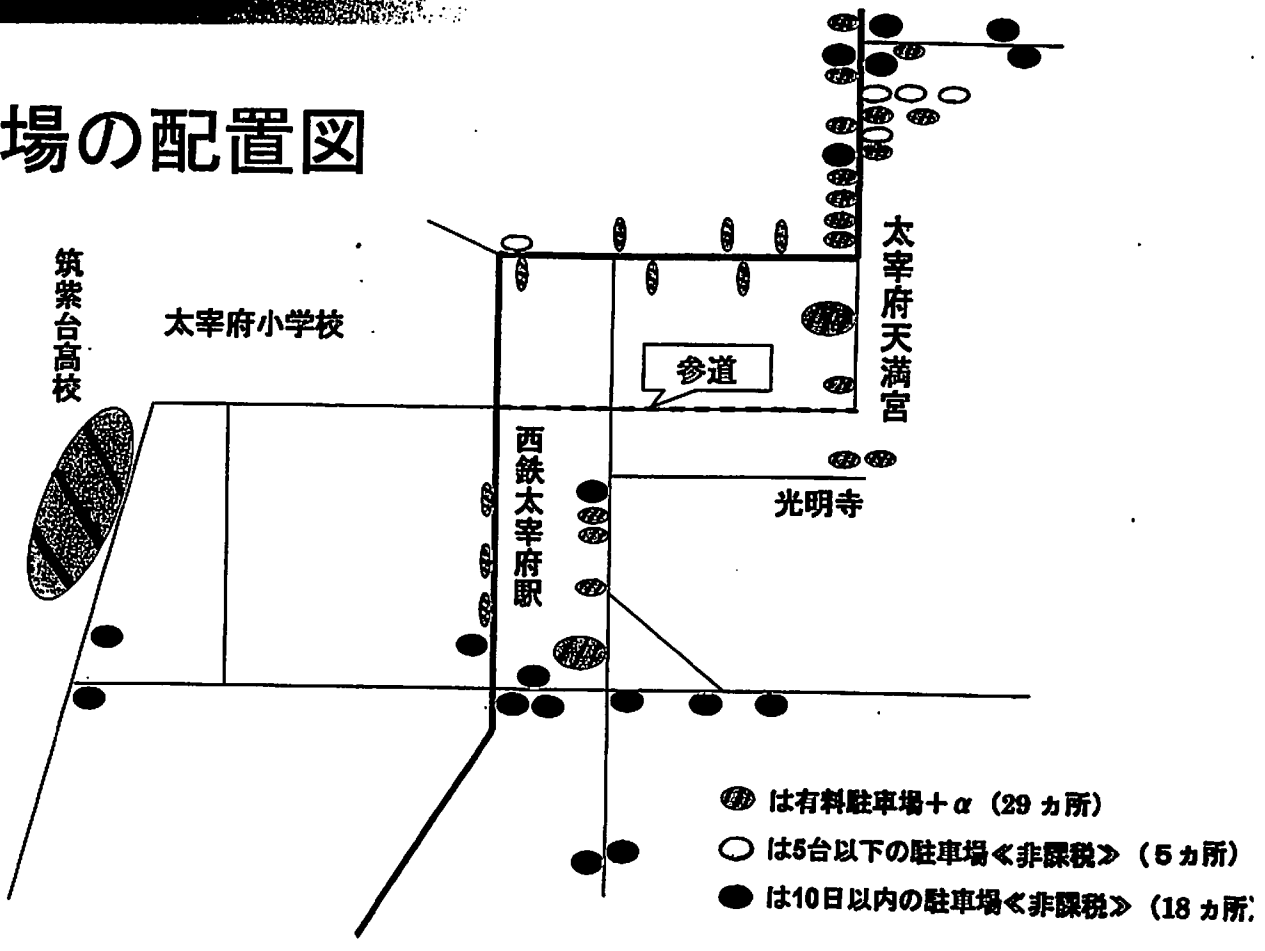 場の配置図
筑紫台高校
太宰府小学校
太宰府天満宮
参道
西鉄太宰府駅
光明寺
は有料駐車場+α(29ヵ所)
は5台以下の駐車場≪非課税≫(5ヵ所)
は10日以内の駐車場≪非課税≫(18ヵ所)